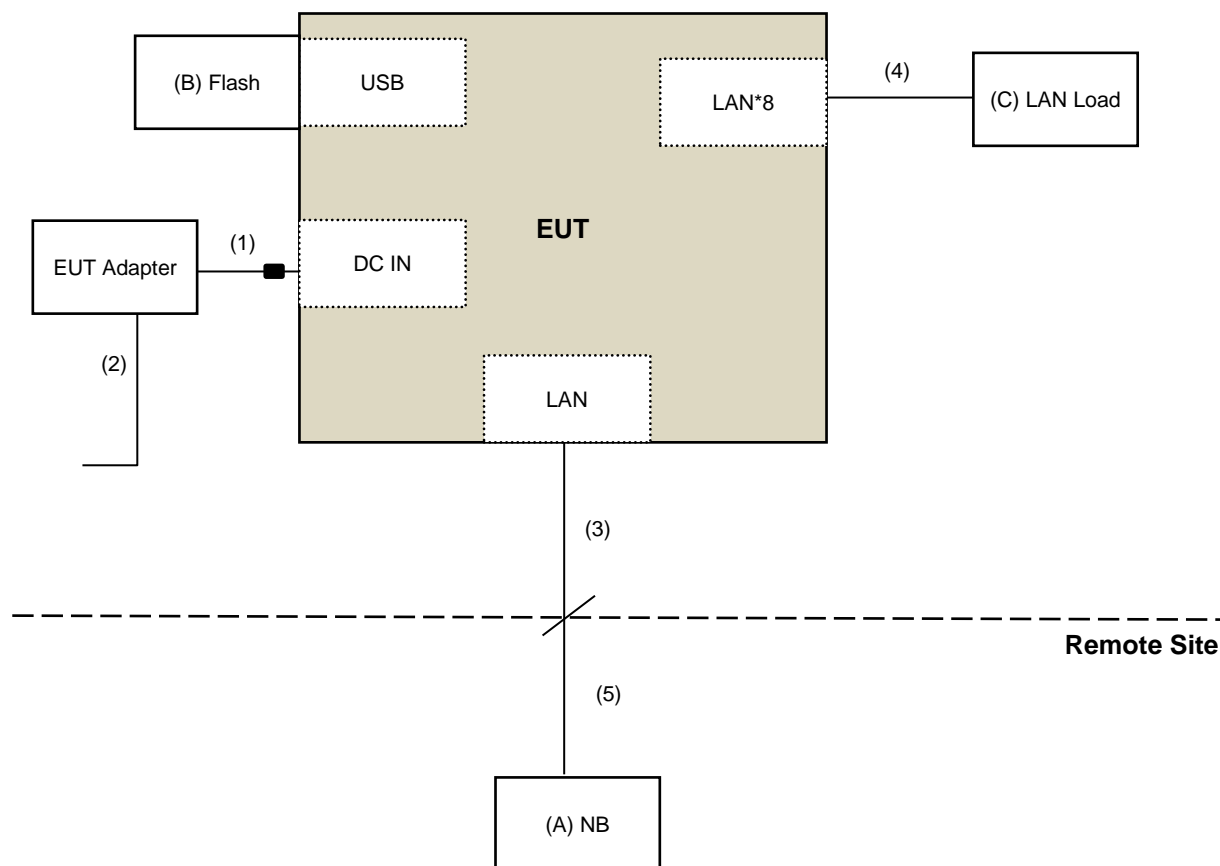 (B) Flash
USB
LAN*8
(4)
(C) LAN Load
EUT
(1)
EUT Adapter
DC IN
(2)
LAN
(3)
Remote Site
(5)
(A) NB